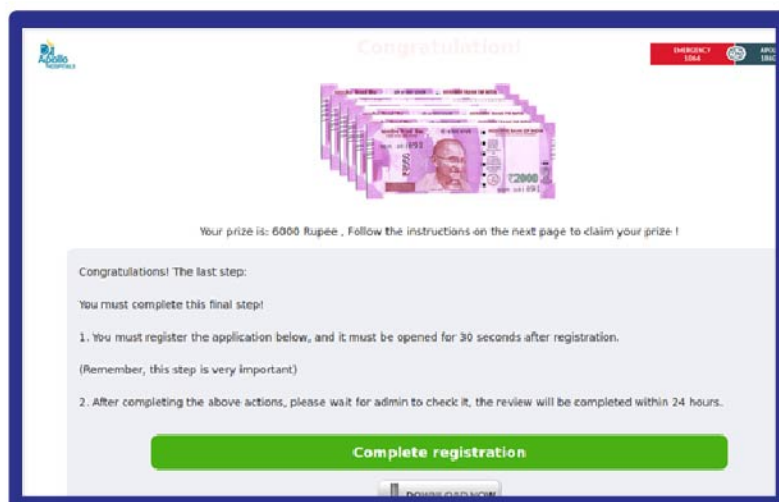 Congratulation!
Apollo
HOSPITALS
EMERGENCY
1066
₹2000
Your prize is: 6000 Rupee , Follow the instructions on the next page to claim your prize !
Congratulations! The last step:
You must complete this final step!
1. You must register the application below, and it must be opened for 30 seconds after registration.
(Remember, this step is very important)
2. After completing the above actions, please wait for admin to check it, the review will be completed within 24 hours.
Complete registration
DOWNLOAD NOW